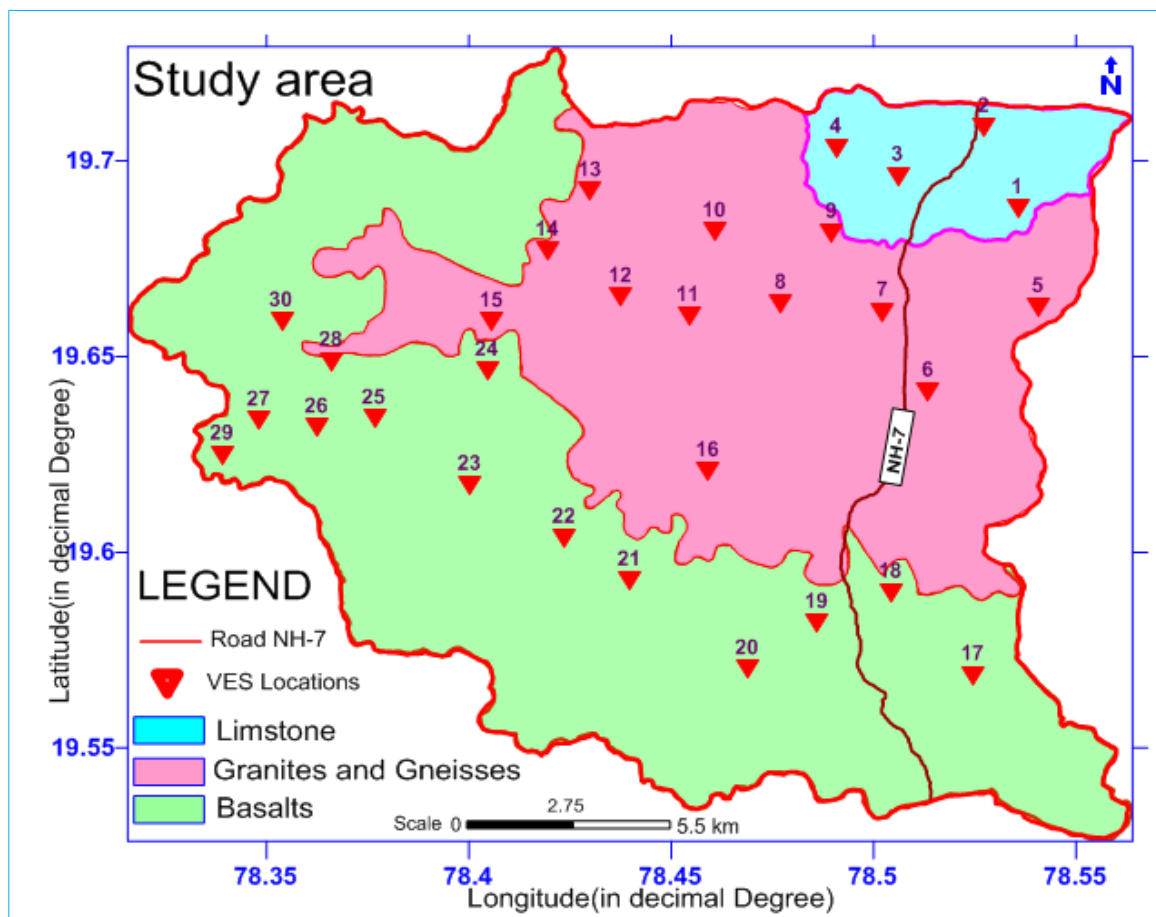 Study area
N
2
4
3
13
1
19.7
10
9
14
12
11
8
7
5
30
15
28
24
6
19.65
27
26
25
29
23
16
NH-7
22
21
18
19.6
19
20
17
19.55
LEGEND
Road NH-7
VES Locations
Limstone
Granites and Gneisses
Basalts
2.75
Scale 0 5.5 km
78.35 78.4 78.45 78.5 78.55
Longitude(in decimal Degree)
Latitude(in decimal Degree)